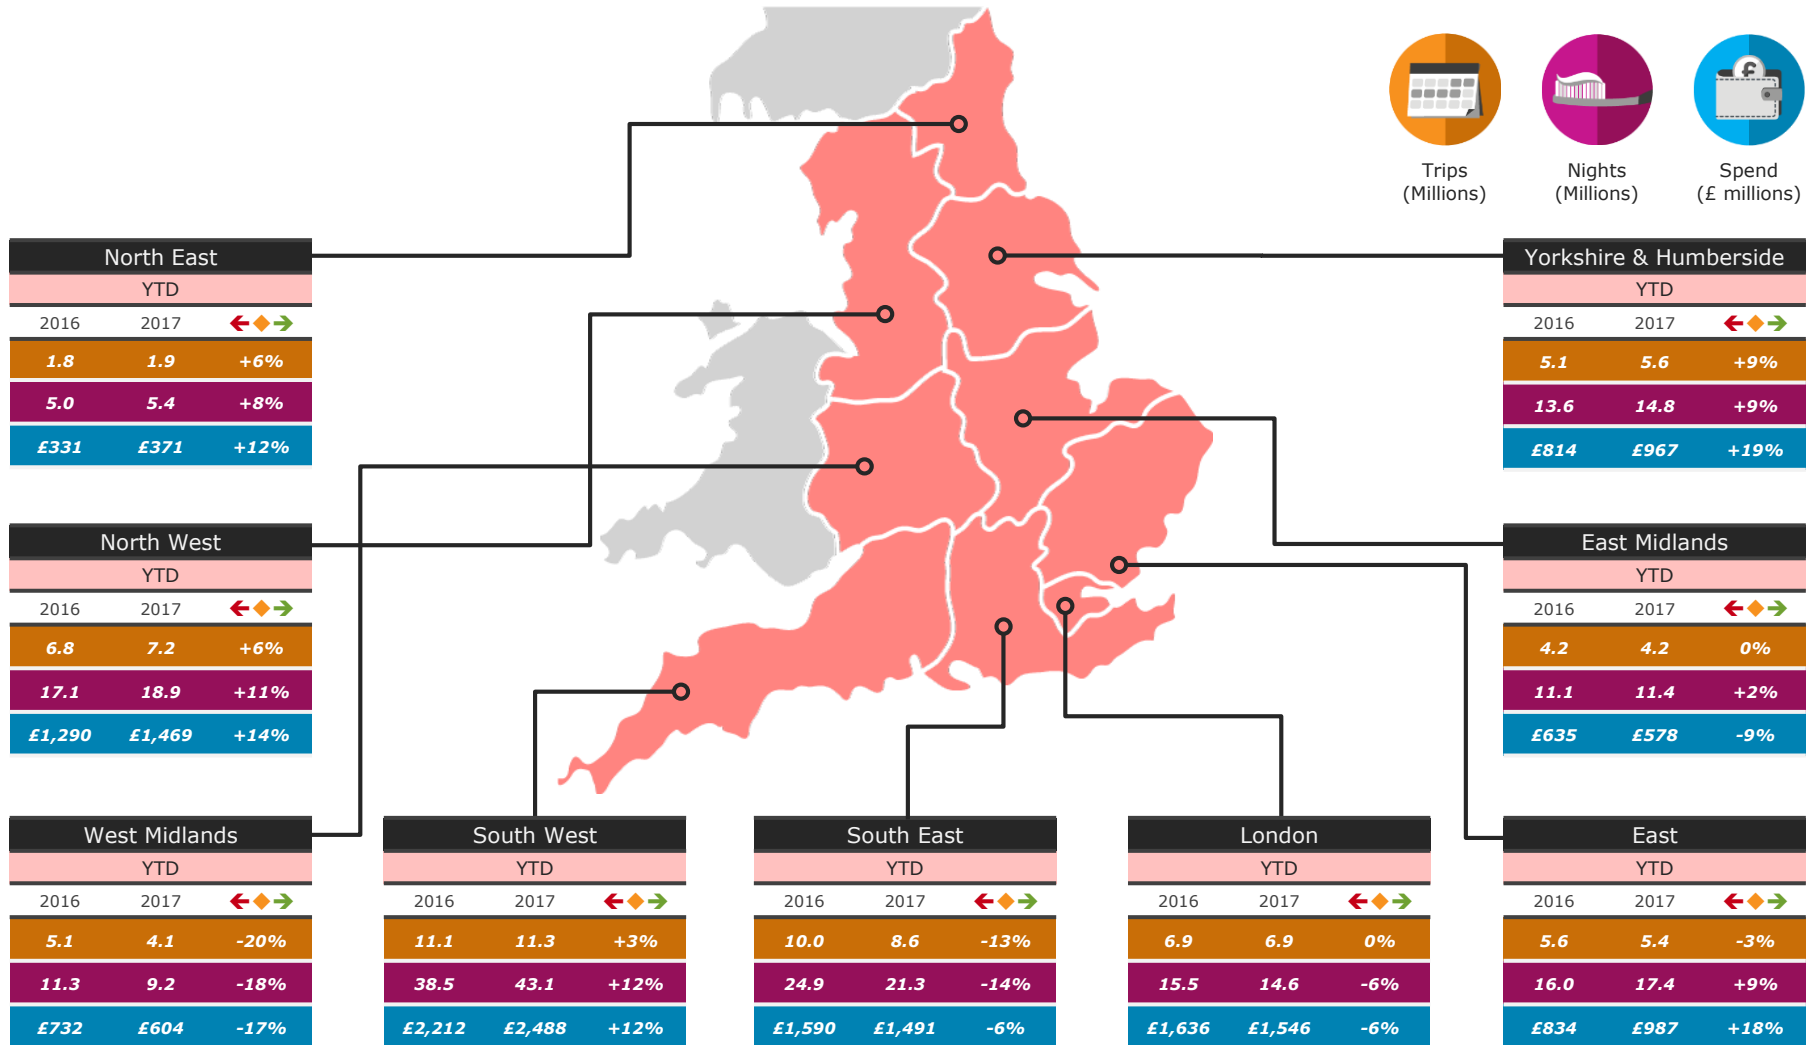 £
Trips
(Millions)
Nights
(Millions)
Spend
(£ millions)
North East
YTD
2016 2017
1.8 1.9 +6%
5.0 5.4 +8%
£331 £371 +12%
Yorkshire & Humberside
YTD
2016 2017
5.1 5.6 +9%
13.6 14.8 +9%
£814 £967 +19%
North West
YTD
2016 2017
6.8 7.2 +6%
17.1 18.9 +11%
£1,290 £1,469 +14%
East Midlands
YTD
2016 2017
4.2 4.2 0%
11.1 11.4 +2%
£635 £578 -9%
West Midlands
YTD
2016 2017
5.1 4.1 -20%
11.3 9.2 -18%
£732 £604 -17%
South West
YTD
2016 2017
11.1 11.3 +3%
38.5 43.1 +12%
£2,212 £2,488 +12%
South East
YTD
2016 2017
10.0 8.6 -13%
24.9 21.3 -14%
£1,590 £1,491 -6%
London
YTD
2016 2017
6.9 6.9 0%
15.5 14.6 -6%
£1,636 £1,546 -6%
East
YTD
2016 2017
5.6 5.4 -3%
16.0 17.4 +9%
£834 £987 +18%